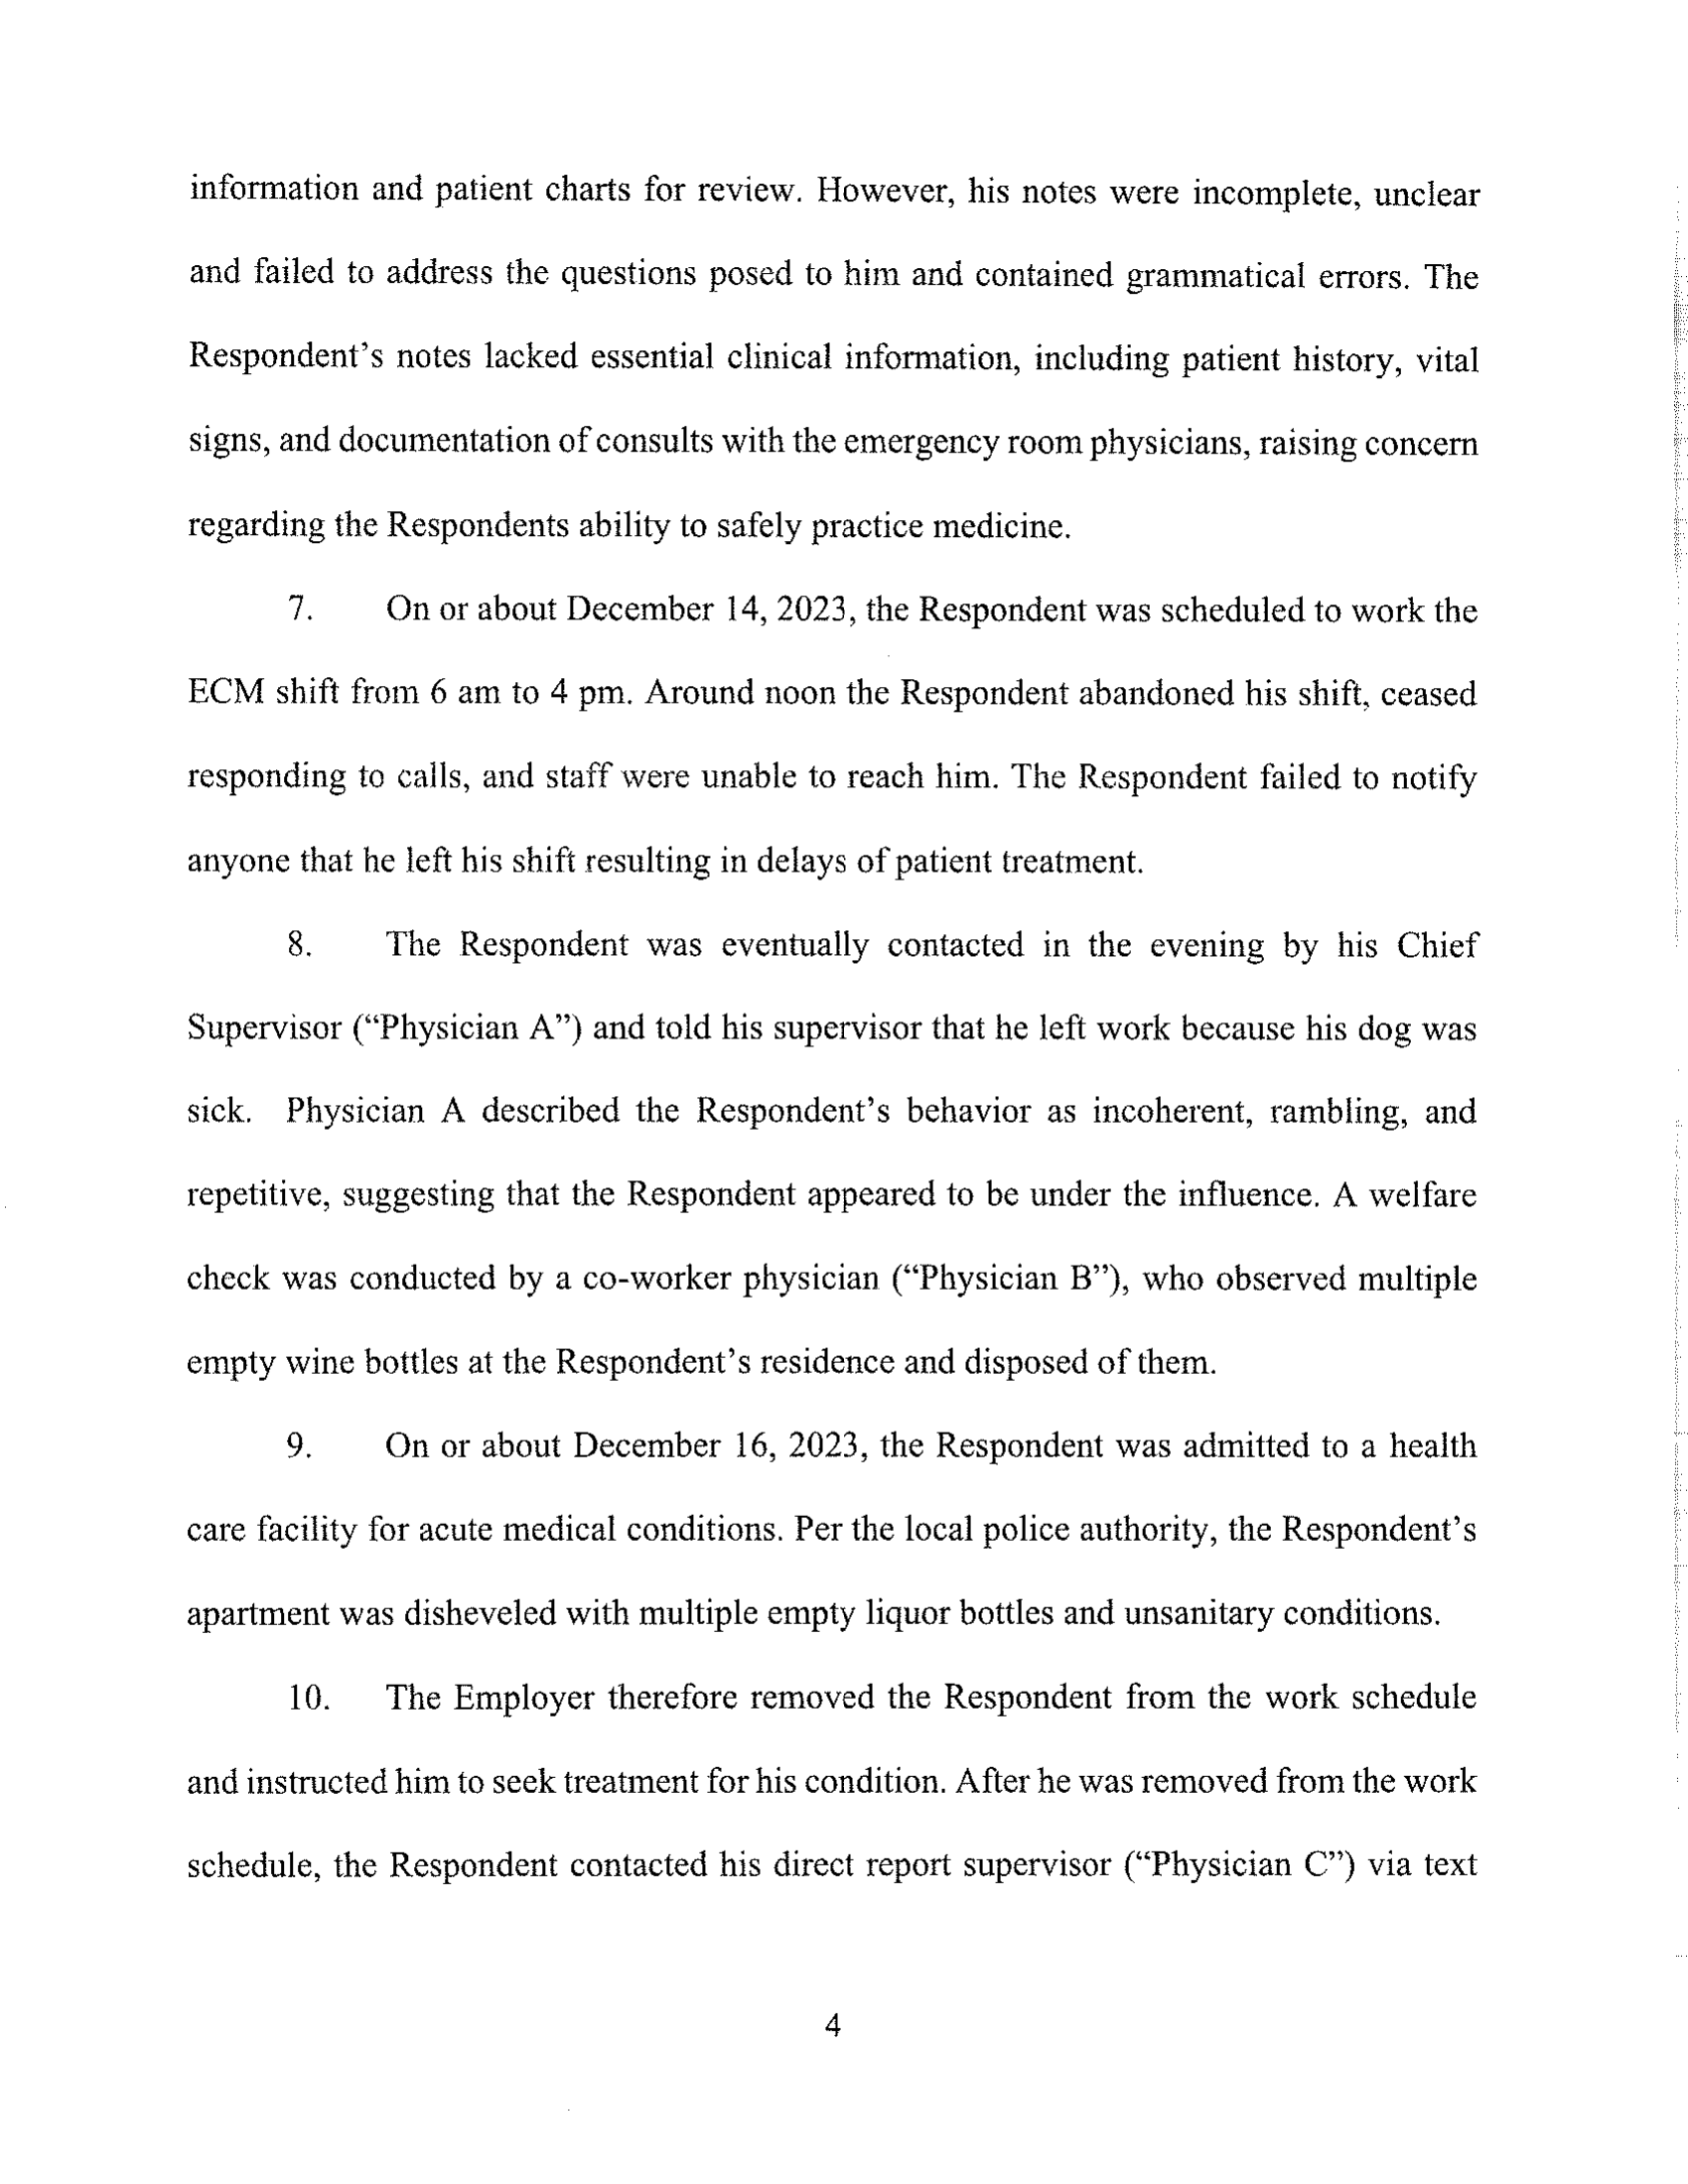 information and patient charts for review. However, his notes were incomplete, unclear
and failed to address the questions posed to him and contained grammatical errors. The
Respondent's notes lacked essential clinical information, including patient history, vital
signs, and documentation of consults with the emergency room physicians, raising concern
regarding the Respondents ability to safely practice medicine.
7. On or about December 14, 2023, the Respondent was scheduled to work the
ECM shift from 6 am to 4 pm. Around noon the Respondent abandoned his shift, ceased
responding to calls, and staff were unable to reach him. The Respondent failed to notify
anyone that he left his shift resulting in delays of patient treatment.
8. The Respondent was eventually contacted in the evening by his Chief
Supervisor (“Physician A”) and told his supervisor that he left work because his dog was
sick. Physician A described the Respondent's behavior as incoherent, rambling, and
repetitive, suggesting that the Respondent appeared to be under the influence. A welfare
check was conducted by a co-worker physician (“Physician B”), who observed multiple
empty wine bottles at the Respondent's residence and disposed of them.
9. On or about December 16, 2023, the Respondent was admitted to a health
care facility for acute medical conditions. Per the local police authority, the Respondent's
apartment was disheveled with multiple empty liquor bottles and unsanitary conditions.
10. The Employer therefore removed the Respondent from the work schedule
and instructed him to seek treatment for his condition. After he was removed from the work
schedule, the Respondent contacted his direct report supervisor (“Physician C”) via text
4